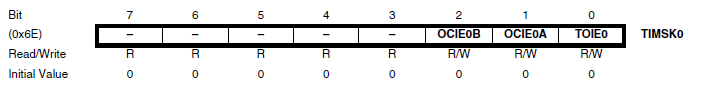 Bit 7 6 5 4 3 2 1 0
(0x6E) – – – – – OCIE0B OCIE0A TOIE0 TIMSK0
Read/Write R R R R R R/W R/W R/W
Initial Value 0 0 0 0 0 0 0 0